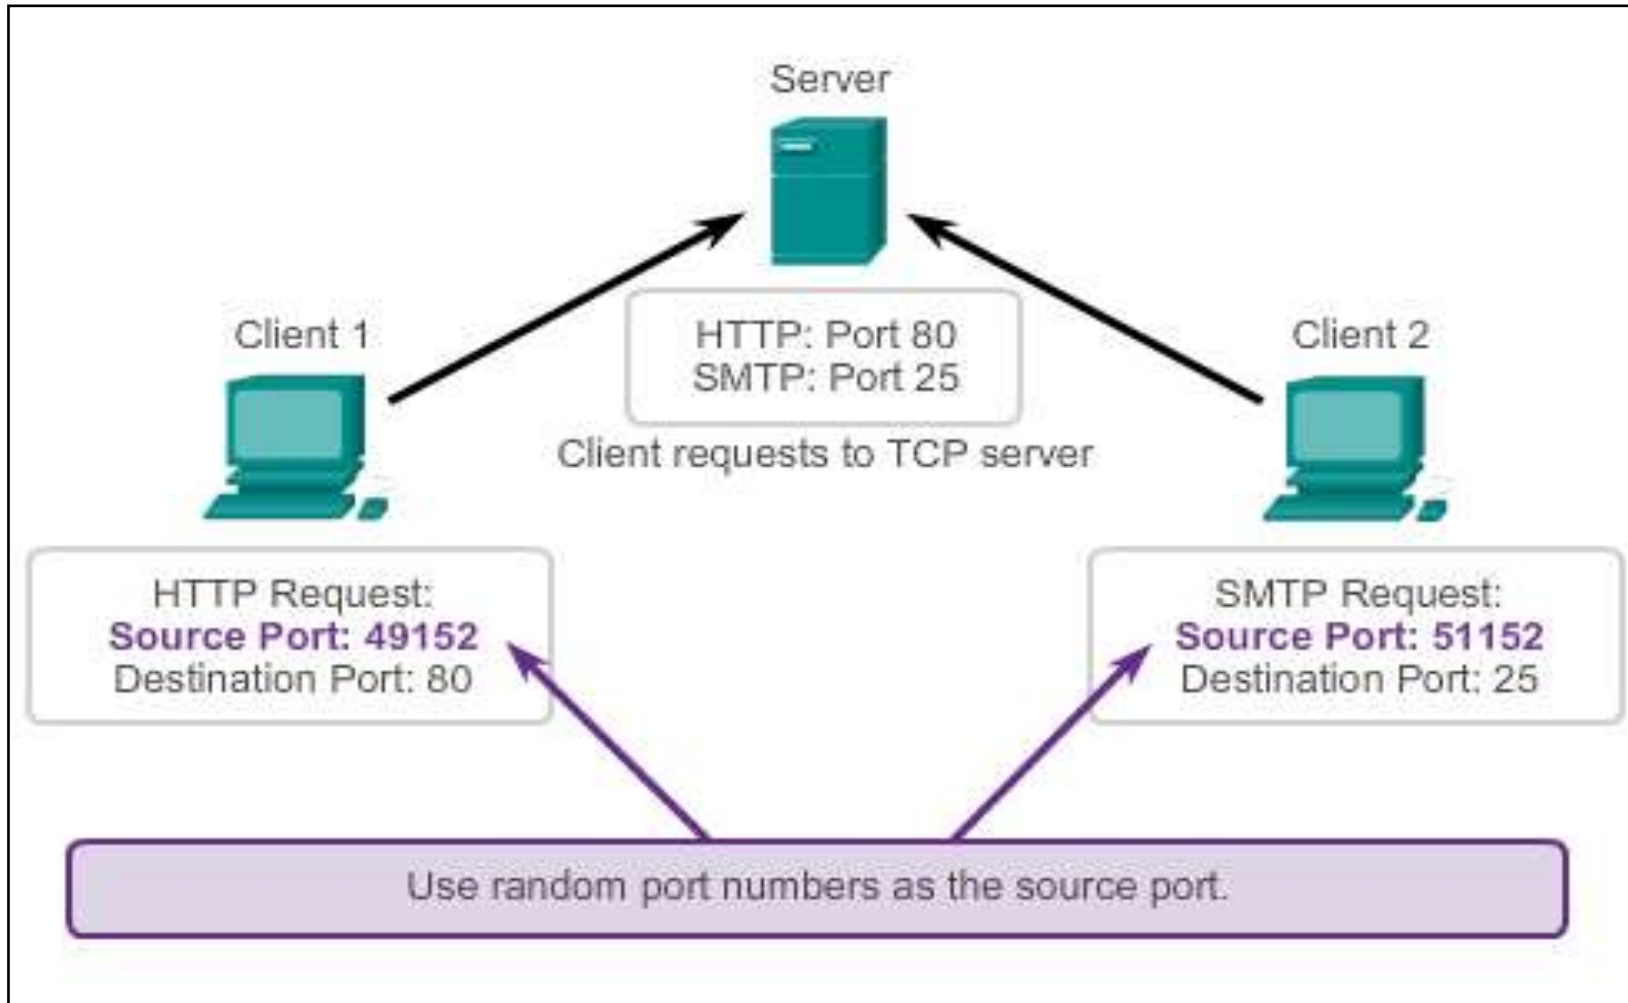 Server
Client 1
HTTP: Port 80
SMTP: Port 25
Client 2
Client requests to TCP server
HTTP Request:
Source Port: 49152
Destination Port: 80
SMTP Request:
Source Port: 51152
Destination Port: 25
Use random port numbers as the source port.